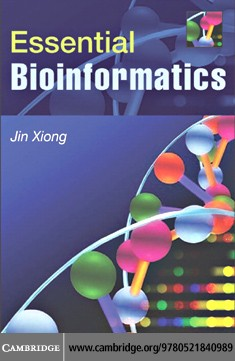 Essential
Bioinformatics
Jin Xiong
CAMBRIDGE
www.cambridge.org/9780521840989